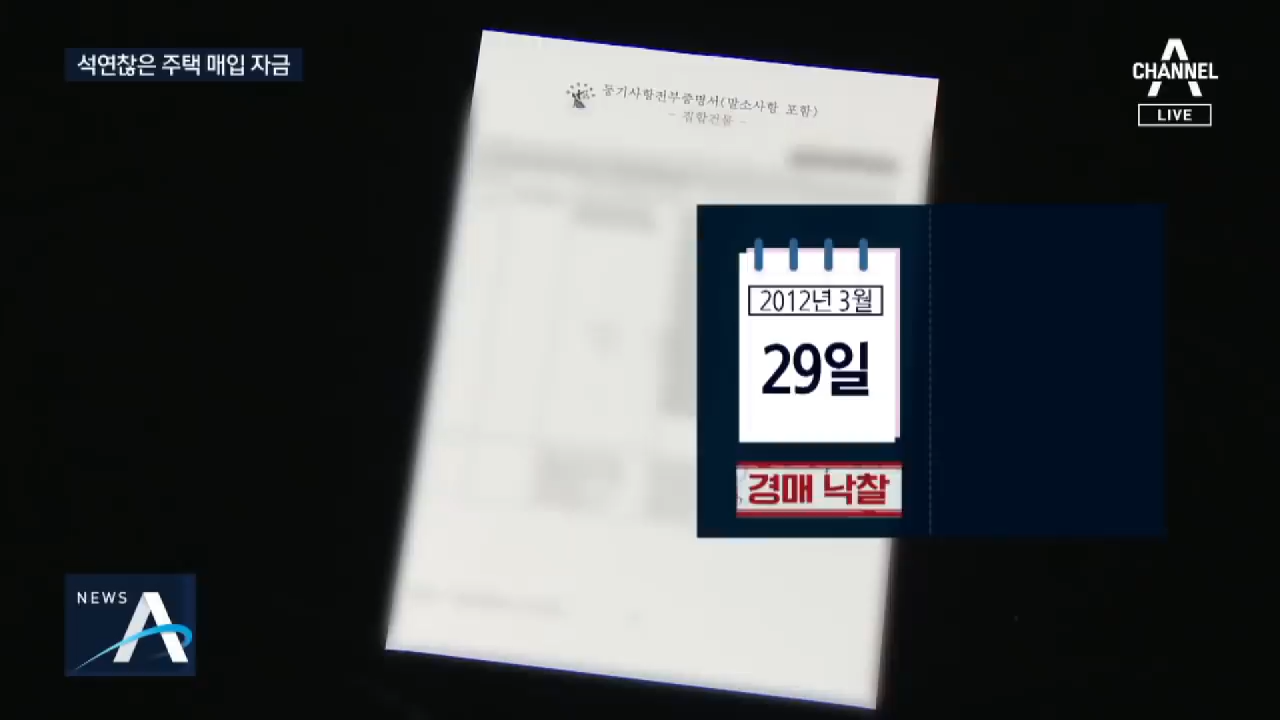 석연찮은 주택 매입 자금
CHANNEL
LIVE
등기사항전부증명서(말소사항 포함)
- 집합건물 -
2012년 3월
29일
경매 낙찰
NEWS